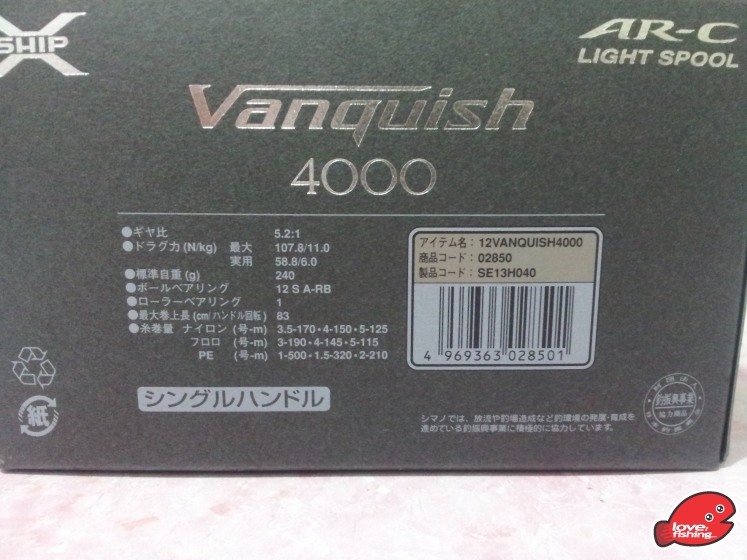 X
SHIP
AR-C
LIGHT SPOOL
Vanquish
4000
●ギヤ比 5.2:1
●ドラグ力(N/kg) 最大 107.8/11.0
実用 58.8/6.0
●標準自重(g) 240
●ボールベアリング 12 S A-RB
●ローラーベアリング 1
●最大巻上長(cm/ハンドル回転) 83
●糸巻量 ナイロン (号-m) 3.5-170・4-150・5-125
フロロ (号-m) 3-190・4-145・5-115
PE (号-m) 1-500・1.5-320・2-210
シングルハンドル
アイテム名:12VANQUISH4000
商品コード:02850
製品コード:SE13H040
4 969363 028501
シマノでは、放流や釣場造成など釣環境の発展・育成を
進めている釣振興事業に積極的に協力しています。
釣振興事業
協力商品
紙
love
fishing